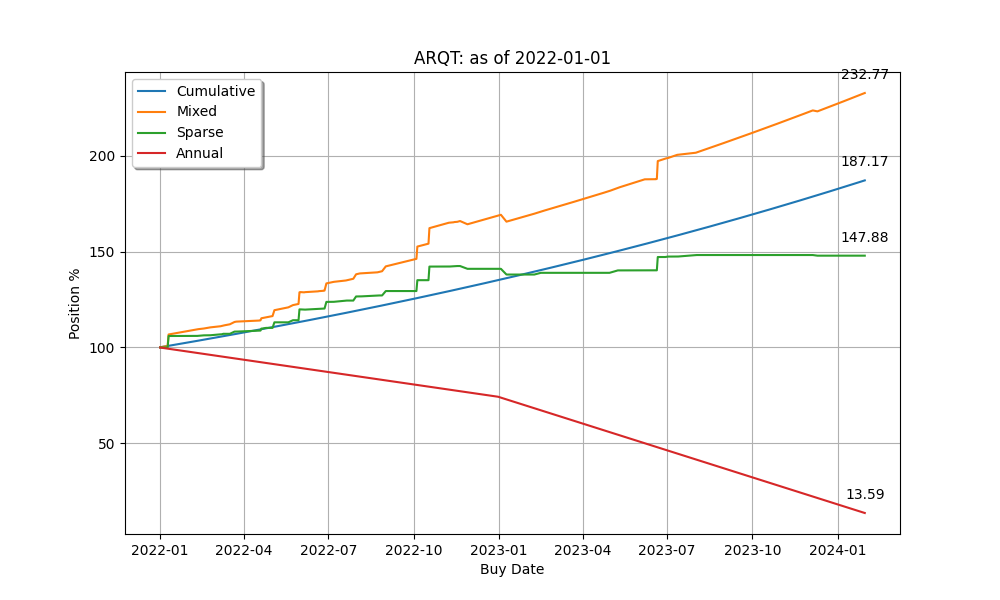 ARQT: as of 2022-01-01
Cumulative
Mixed
Sparse
Annual
232.77
187.17
147.88
13.59
200
150
100
50
Position %
2022-01 2022-04 2022-07 2022-10 2023-01 2023-04 2023-07 2023-10 2024-01
Buy Date